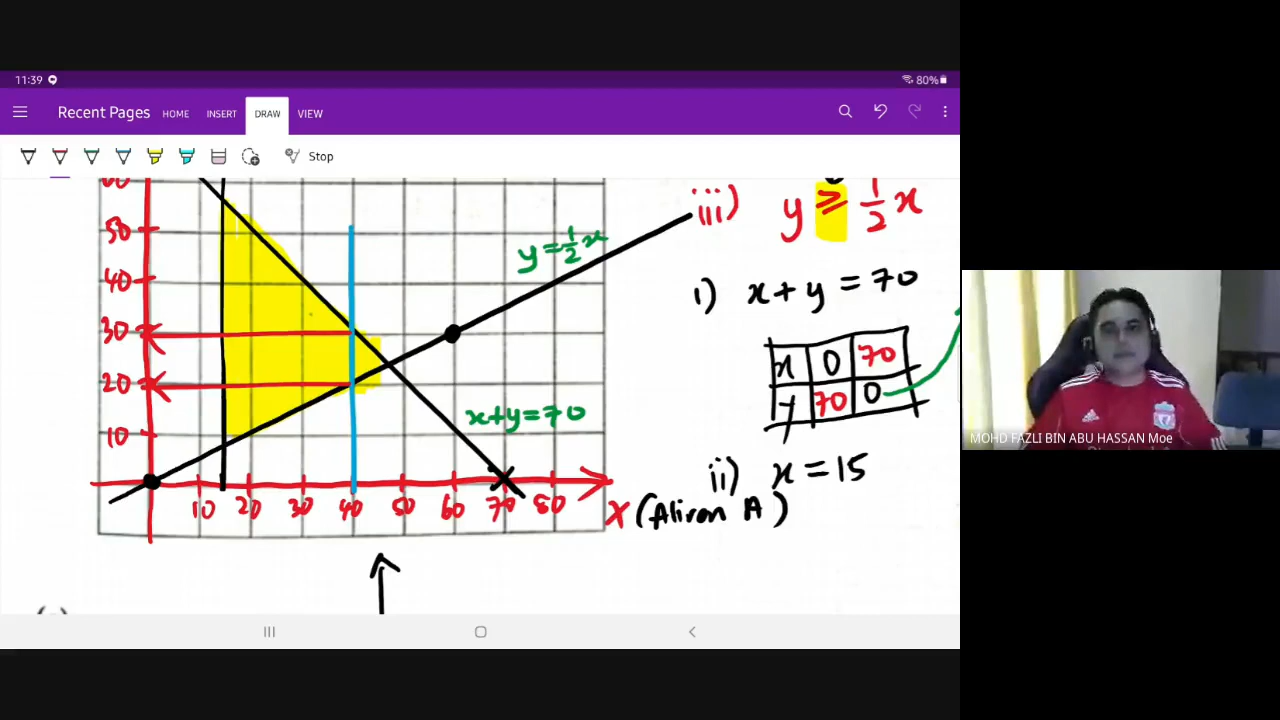 11:39 80%
Recent Pages HOME INSERT DRAW VIEW
Stop
60
50
40
30
20
10
10 20 30 40 50 60 70 80
X (Aliran A)
y = 1/2 x
x+y=70
iii) y ≥ 1/2 x
i) x + y = 70
x 0 70
y 70 0
ii) x = 15
MOHD FAZLI BIN ABU HASSAN Moe